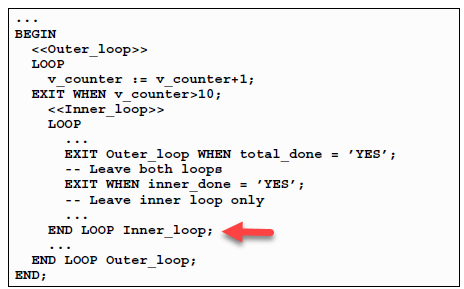 ...
BEGIN
  <<Outer_loop>>
  LOOP
    v_counter := v_counter+1;
  EXIT WHEN v_counter>10;
    <<Inner_loop>>
    LOOP
      ...
      EXIT Outer_loop WHEN total_done = ’YES’;
      -- Leave both loops
      EXIT WHEN inner_done = ’YES’;
      -- Leave inner loop only
      ...
    END LOOP Inner_loop;
    ...
  END LOOP Outer_loop;
END;